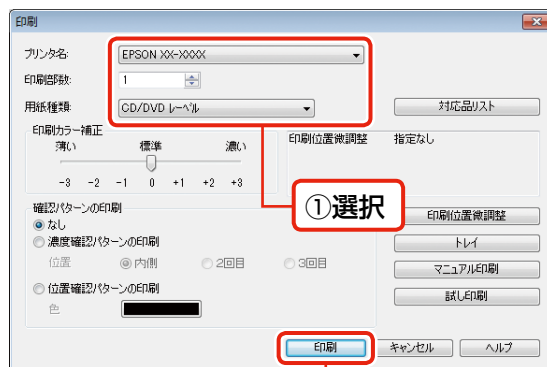 印刷
プリンタ名: EPSON XX-XXXX
印刷部数: 1
用紙種類: CD/DVD レーベル 対応品リスト
印刷カラー補正
薄い 標準 濃い
-3 -2 -1 0 +1 +2 +3
印刷位置微調整 指定なし
①選択
確認パターンの印刷
なし
濃度確認パターンの印刷
位置 内側 2回目 3回目
位置確認パターンの印刷
色
印刷位置微調整
トレイ
マニュアル印刷
試し印刷
印刷 キャンセル ヘルプ